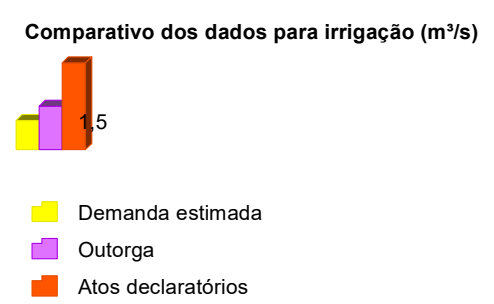 Comparativo dos dados para irrigação (m³/s)
1,5
Demanda estimada
Outorga
Atos declaratórios